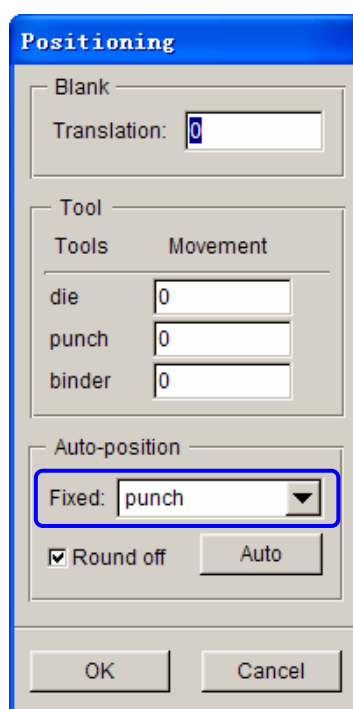 Positioning
Blank
Translation: 0
Tool
Tools Movement
die 0
punch 0
binder 0
Auto-position
Fixed: punch
Round off Auto
OK Cancel